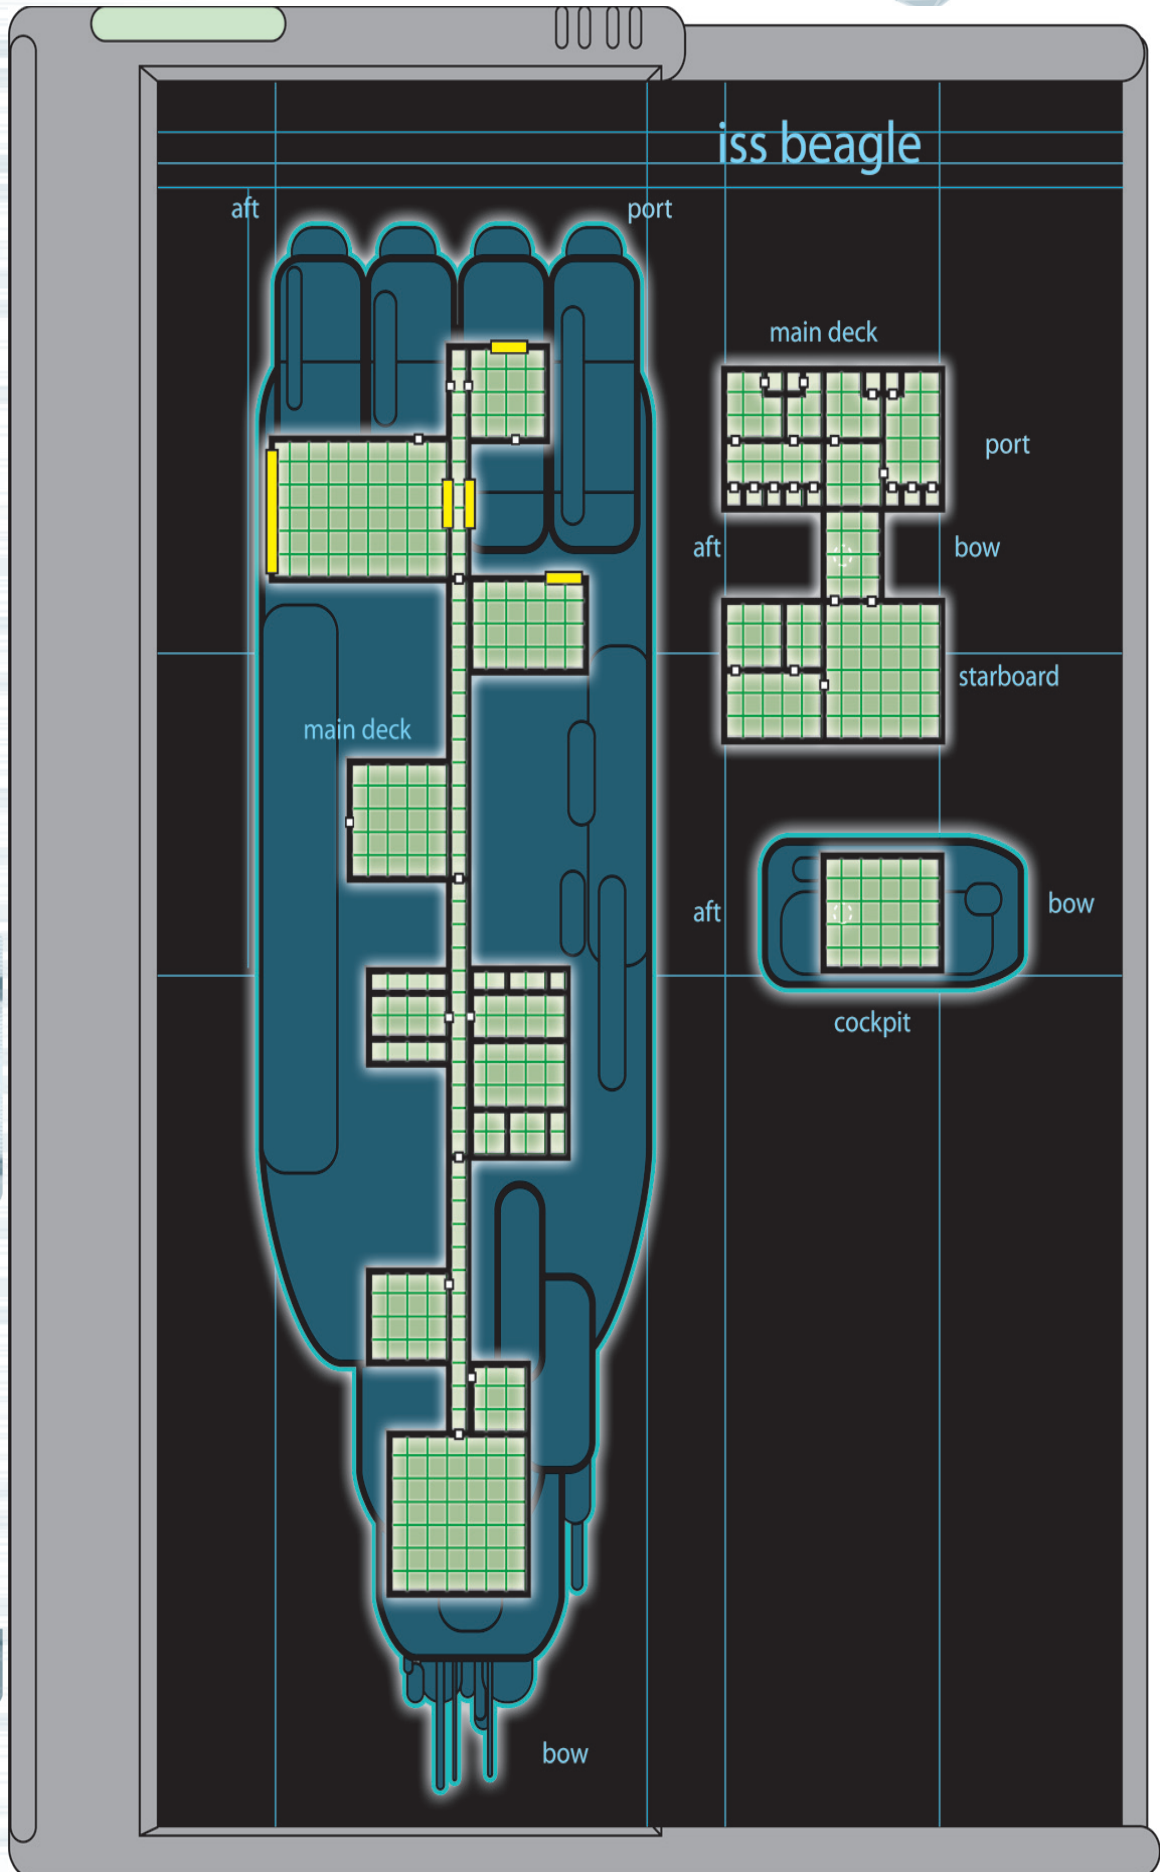 iss beagle
aft
port
main deck
port
aft
bow
starboard
main deck
aft
bow
cockpit
bow